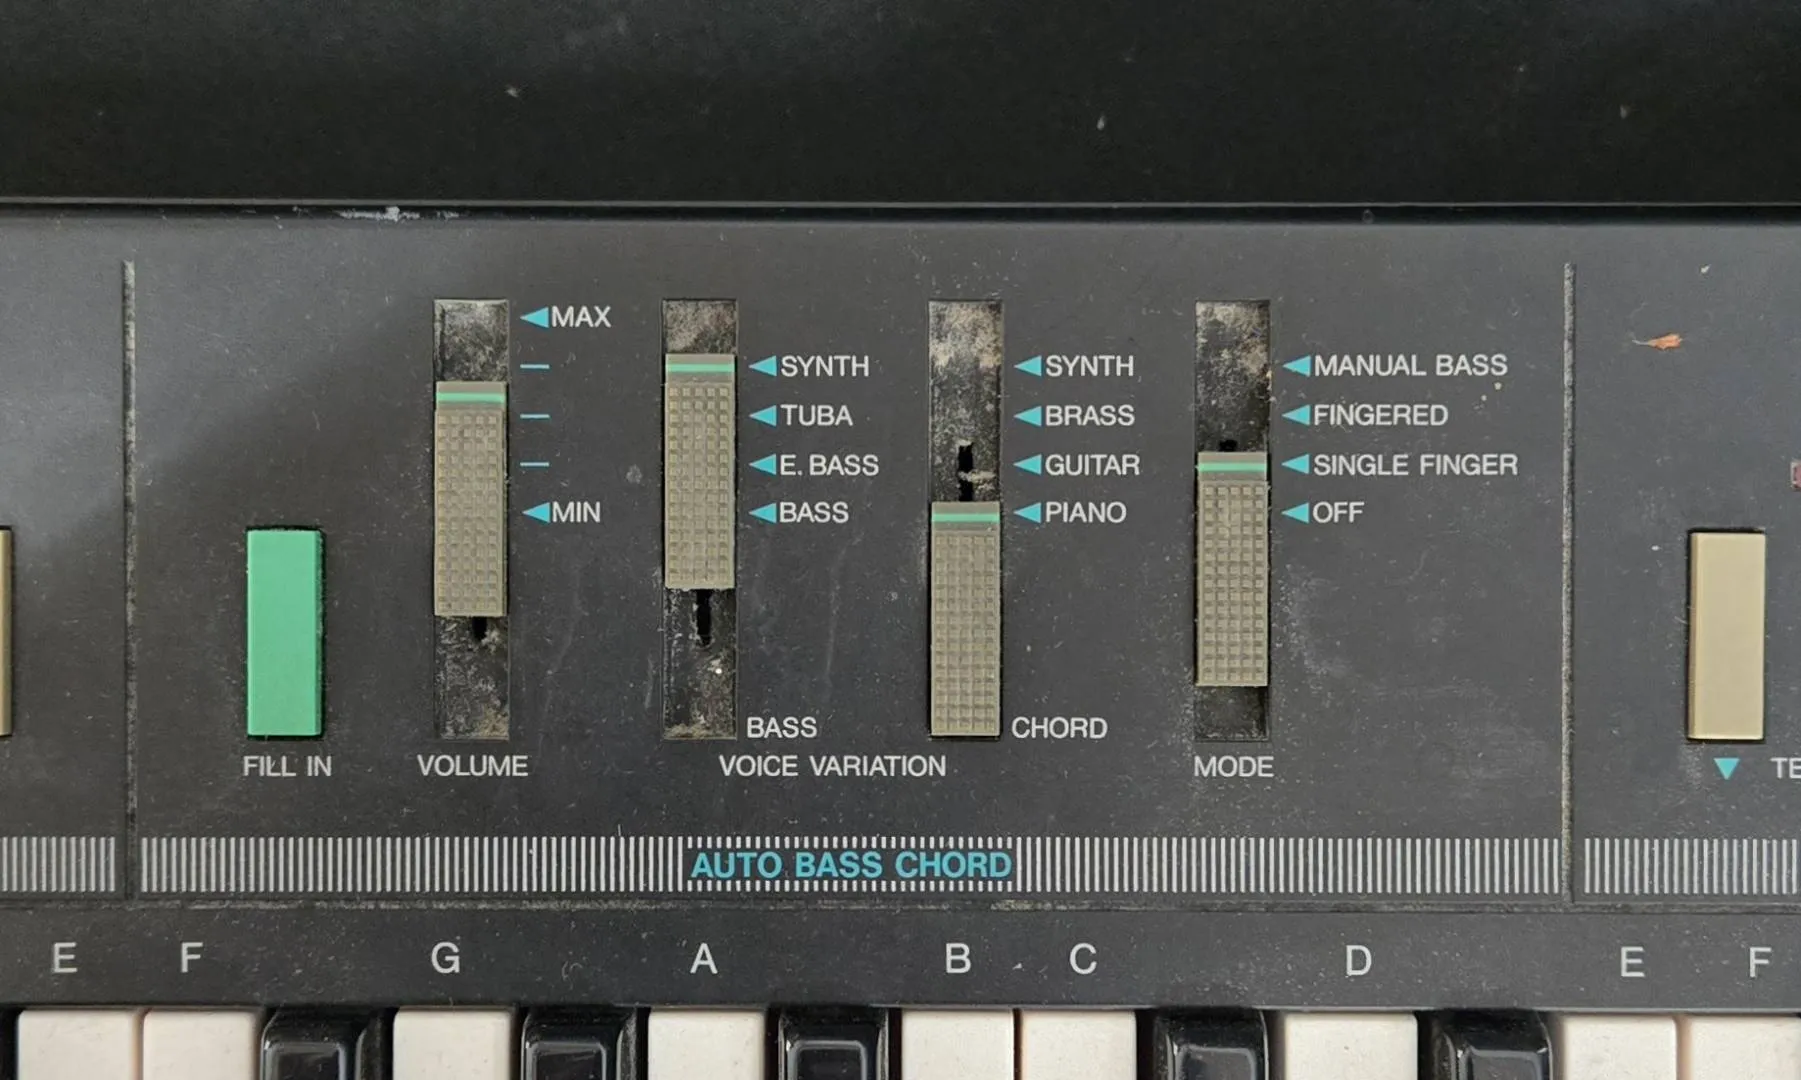 MAX
MIN
SYNTH
TUBA
E. BASS
BASS
SYNTH
BRASS
GUITAR
PIANO
MANUAL BASS
FINGERED
SINGLE FINGER
OFF
BASS
CHORD
FILL IN
VOLUME
VOICE VARIATION
MODE
AUTO BASS CHORD
E F G A B C D E F